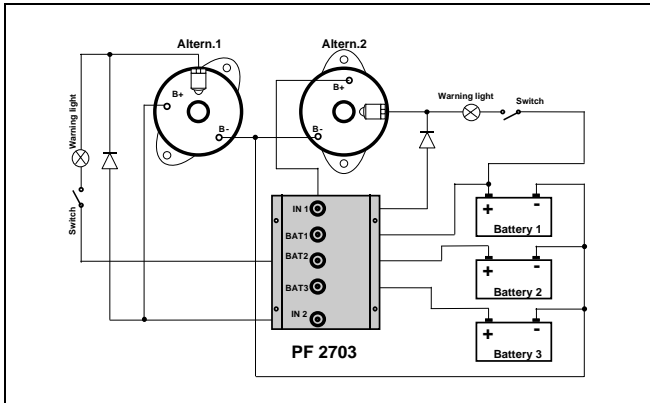 Altern.1
Altern.2
B+
B-
B+
B-
Warning light
Switch
Warning light
Switch
IN 1
BAT1
BAT2
BAT3
IN 2
PF 2703
+
-
Battery 1
+
-
Battery 2
+
-
Battery 3